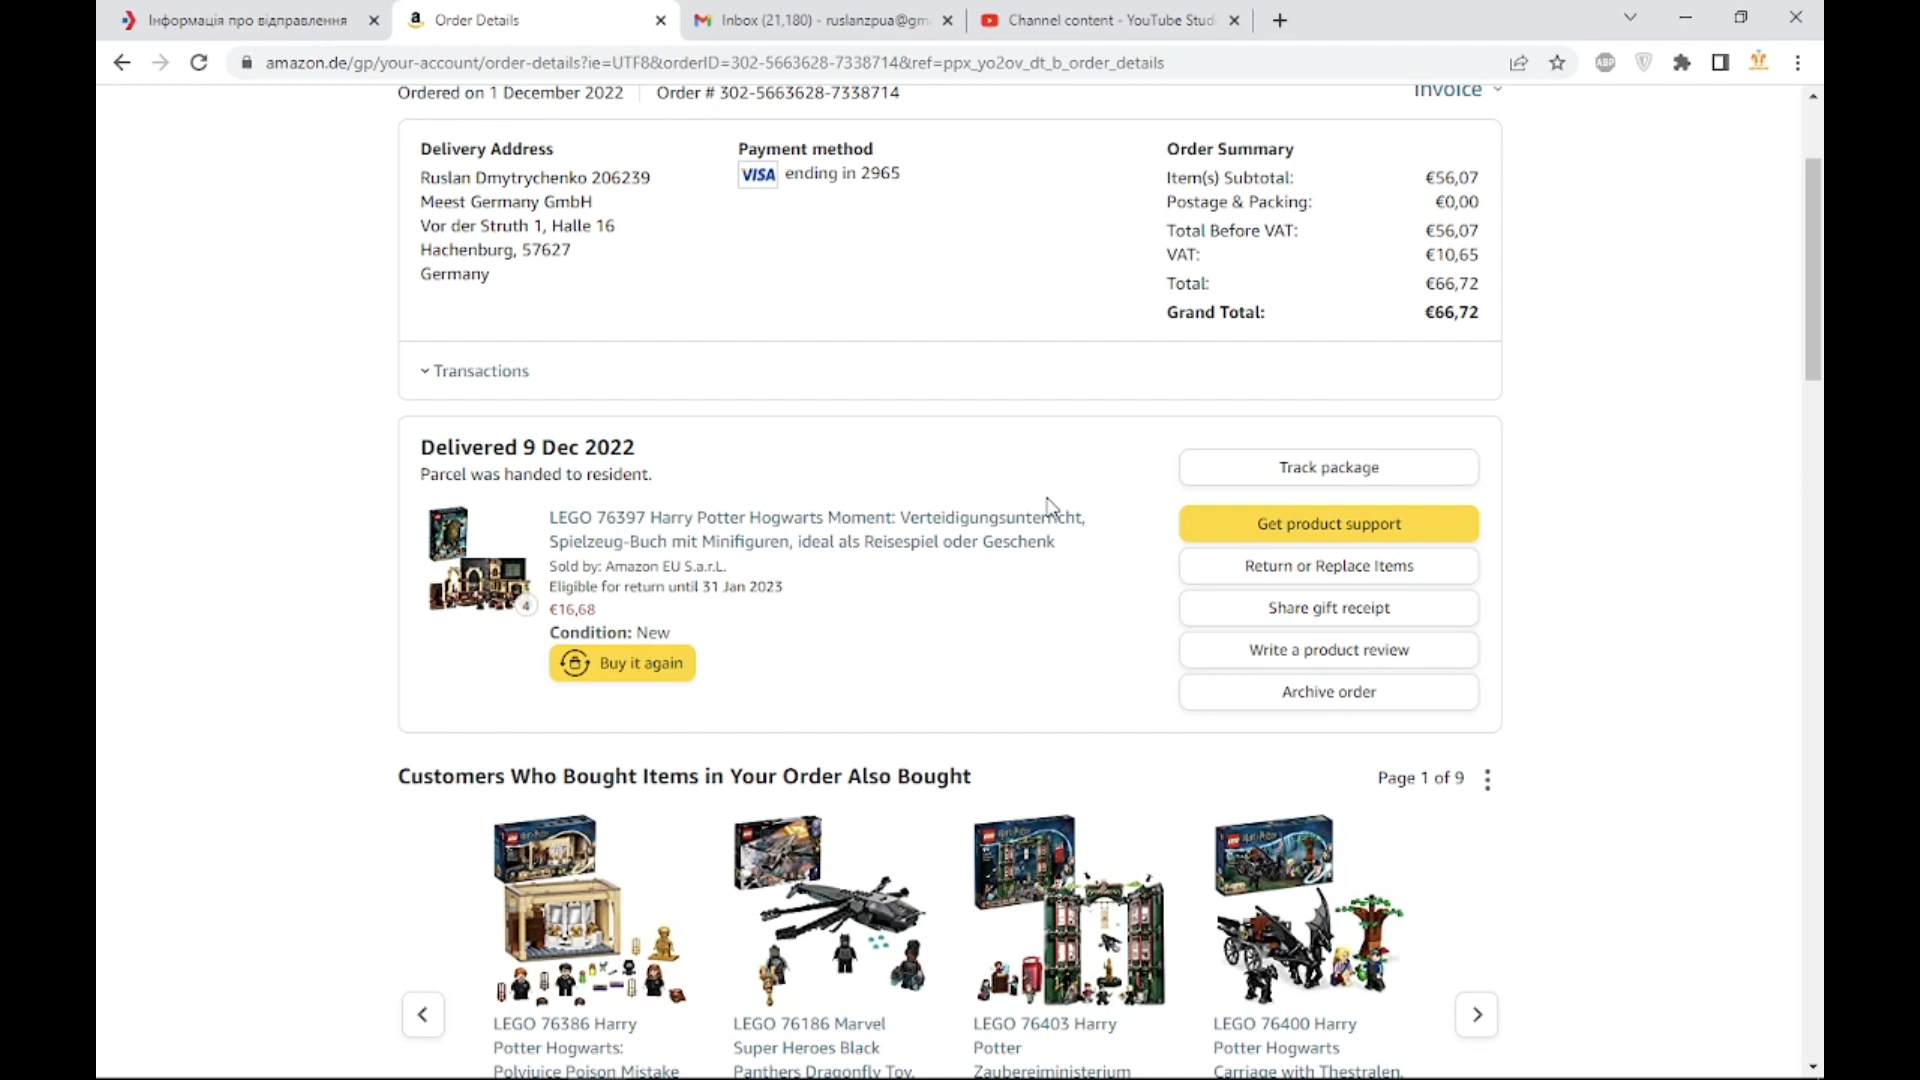 Інформація про відправлення
Order Details
Inbox (21,180) - ruslanzpua@gm
Channel content - YouTube Stud
amazon.de/gp/your-account/order-details?ie=UTF8&orderID=302-5663628-7338714&ref=ppx_yo2ov_dt_b_order_details
ABP
Ordered on 1 December 2022
Order # 302-5663628-7338714
Invoice
Delivery Address
Ruslan Dmytrychenko 206239
Meest Germany GmbH
Vor der Struth 1, Halle 16
Hachenburg, 57627
Germany
Payment method
VISA ending in 2965
Order Summary
Item(s) Subtotal: €56,07
Postage & Packing: €0,00
Total Before VAT: €56,07
VAT: €10,65
Total: €66,72
Grand Total: €66,72
Transactions
Delivered 9 Dec 2022
Parcel was handed to resident.
4
LEGO 76397 Harry Potter Hogwarts Moment: Verteidigungsunterricht,
Spielzeug-Buch mit Minifiguren, ideal als Reisespiel oder Geschenk
Sold by: Amazon EU S.a.r.L.
Eligible for return until 31 Jan 2023
€16,68
Condition: New
Buy it again
Track package
Get product support
Return or Replace Items
Share gift receipt
Write a product review
Archive order
Customers Who Bought Items in Your Order Also Bought
Page 1 of 9
LEGO 76386 Harry
Potter Hogwarts:
Polyjuice Poison Mistake
LEGO 76186 Marvel
Super Heroes Black
Panthers Dragonfly Toy,
LEGO 76403 Harry
Potter
Zaubereiministerium
LEGO 76400 Harry
Potter Hogwarts
Carriage with Thestralen,